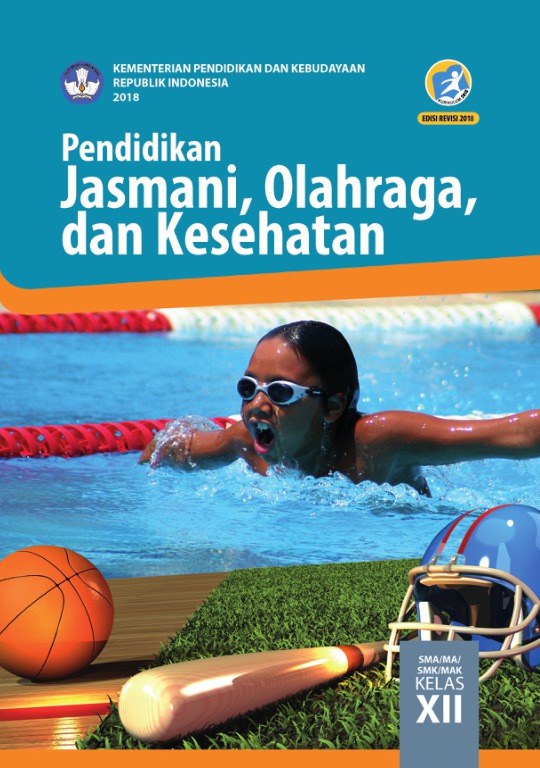 KEMENTERIAN PENDIDIKAN DAN KEBUDAYAAN
REPUBLIK INDONESIA
2018
EDISI REVISI 2018
Pendidikan
Jasmani, Olahraga,
dan Kesehatan
SMA/MA/
SMK/MAK
KELAS
XII